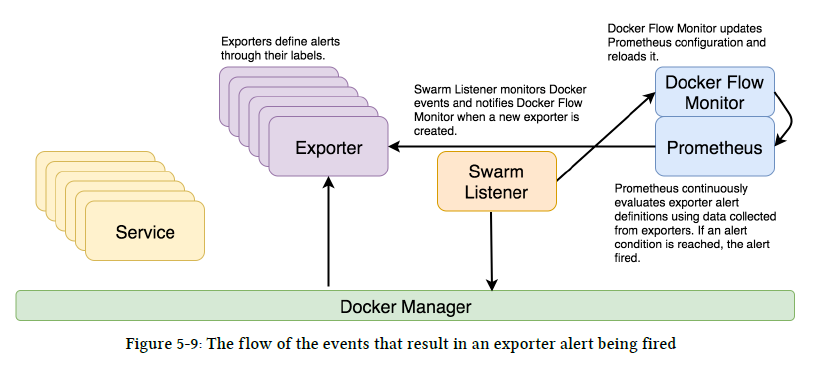 Docker Flow Monitor updates
Prometheus configuration and
reloads it.
Exporters define alerts
through their labels.
Docker Flow
Monitor
Swarm Listener monitors Docker
events and notifies Docker Flow
Monitor when a new exporter is
created.
Exporter
Prometheus
Swarm
Listener
Prometheus continuously
evaluates exporter alert
definitions using data collected
from exporters. If an alert
condition is reached, the alert
fired.
Service
Docker Manager
Figure 5-9: The flow of the events that result in an exporter alert being fired